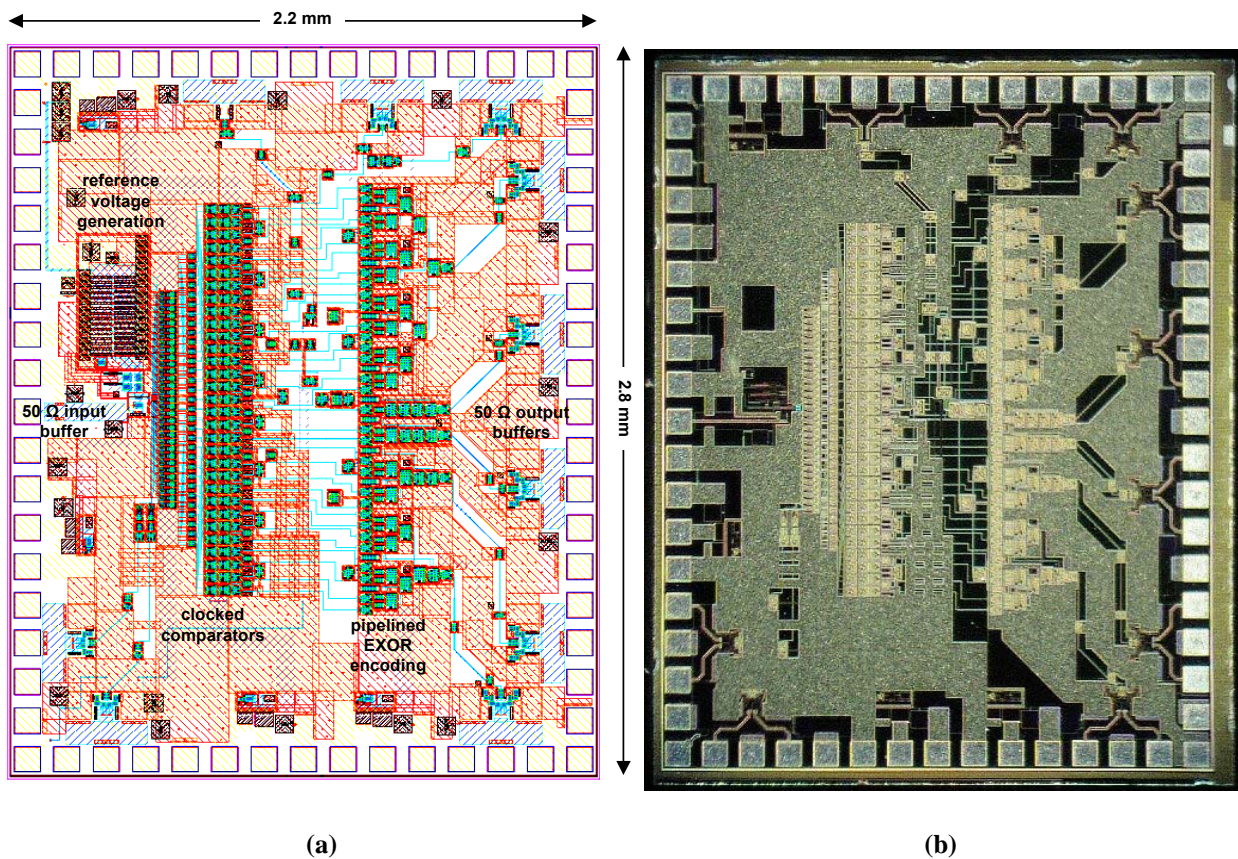 2.2 mm
reference
voltage
generation
50 Ω input
buffer
50 Ω output
buffers
clocked
comparators
pipelined
EXOR
encoding
2.8 mm
(a)
(b)